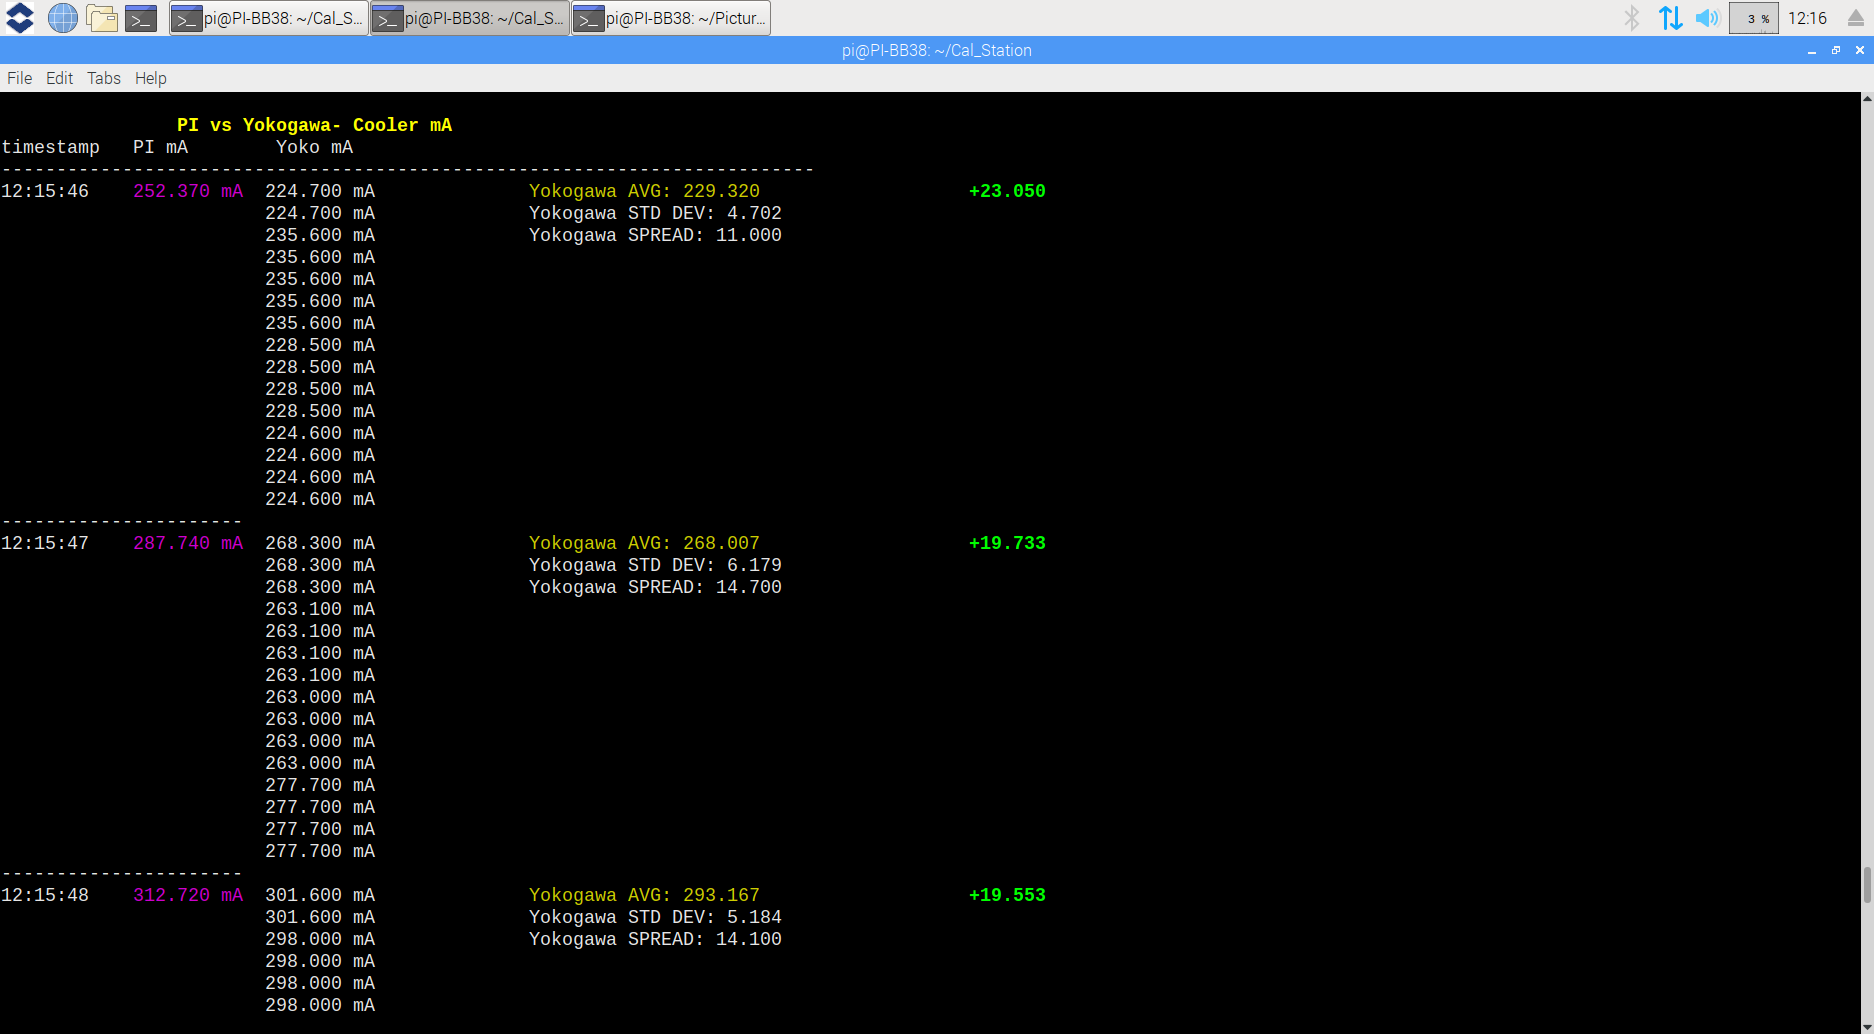 pi@PI-BB38: ~/Cal_S... pi@PI-BB38: ~/Cal_S... pi@PI-BB38: ~/Pictur... 3 % 12:16
pi@PI-BB38: ~/Cal_Station
File Edit Tabs Help
PI vs Yokogawa- Cooler mA
timestamp PI mA Yoko mA
--------------------------------------------------------------------------
12:15:46 252.370 mA 224.700 mA Yokogawa AVG: 229.320 +23.050
224.700 mA Yokogawa STD DEV: 4.702
235.600 mA Yokogawa SPREAD: 11.000
235.600 mA
235.600 mA
235.600 mA
235.600 mA
228.500 mA
228.500 mA
228.500 mA
228.500 mA
224.600 mA
224.600 mA
224.600 mA
224.600 mA
----------------------
12:15:47 287.740 mA 268.300 mA Yokogawa AVG: 268.007 +19.733
268.300 mA Yokogawa STD DEV: 6.179
268.300 mA Yokogawa SPREAD: 14.700
263.100 mA
263.100 mA
263.100 mA
263.100 mA
263.000 mA
263.000 mA
263.000 mA
263.000 mA
277.700 mA
277.700 mA
277.700 mA
277.700 mA
----------------------
12:15:48 312.720 mA 301.600 mA Yokogawa AVG: 293.167 +19.553
301.600 mA Yokogawa STD DEV: 5.184
298.000 mA Yokogawa SPREAD: 14.100
298.000 mA
298.000 mA
298.000 mA